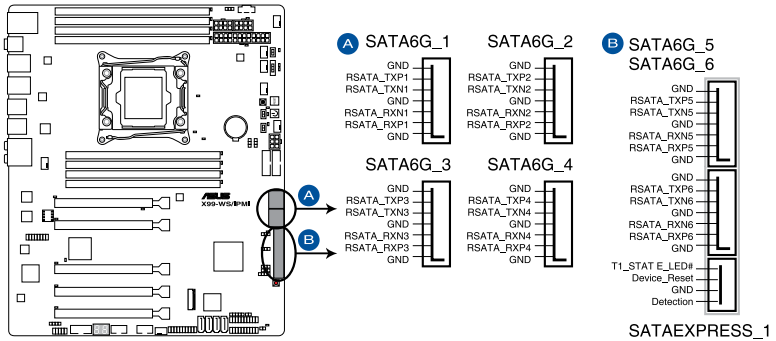 A SATA6G_1
GND
RSATA_TXP1
RSATA_TXN1
GND
RSATA_RXN1
RSATA_RXP1
GND
SATA6G_2
GND
RSATA_TXP2
RSATA_TXN2
GND
RSATA_RXN2
RSATA_RXP2
GND
B SATA6G_5
SATA6G_6
GND
RSATA_TXP5
RSATA_TXN5
GND
RSATA_RXN5
RSATA_RXP5
GND
GND
RSATA_TXP6
RSATA_TXN6
GND
RSATA_RXN6
RSATA_RXP6
GND
T1_STAT E_LED#
Device_Reset
GND
Detection
SATAEXPRESS_1
SATA6G_3
GND
RSATA_TXP3
RSATA_TXN3
GND
RSATA_RXN3
RSATA_RXP3
GND
SATA6G_4
GND
RSATA_TXP4
RSATA_TXN4
GND
RSATA_RXN4
RSATA_RXP4
GND
ASUS
X99-WS/IPMI
A
B